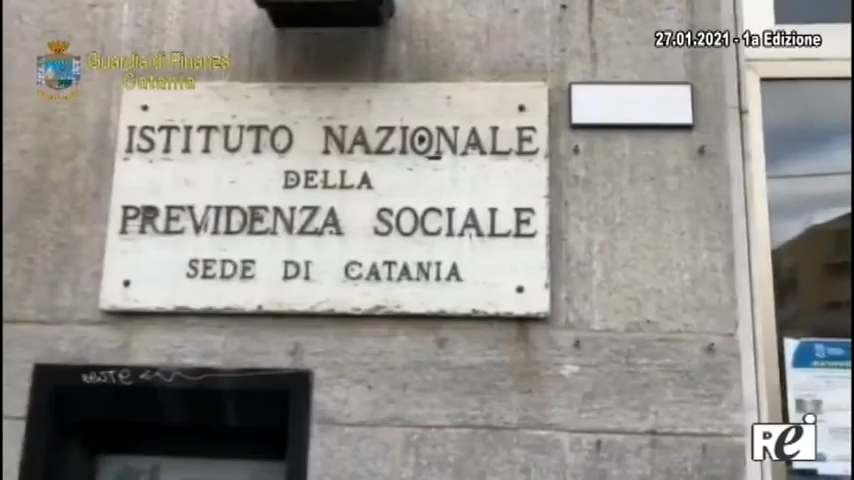 27.01.2021 - 1a Edizione
Guardia di Finanza
Catania
ISTITUTO NAZIONALE
DELLA
PREVIDENZA SOCIALE
SEDE DI CATANIA
Rei